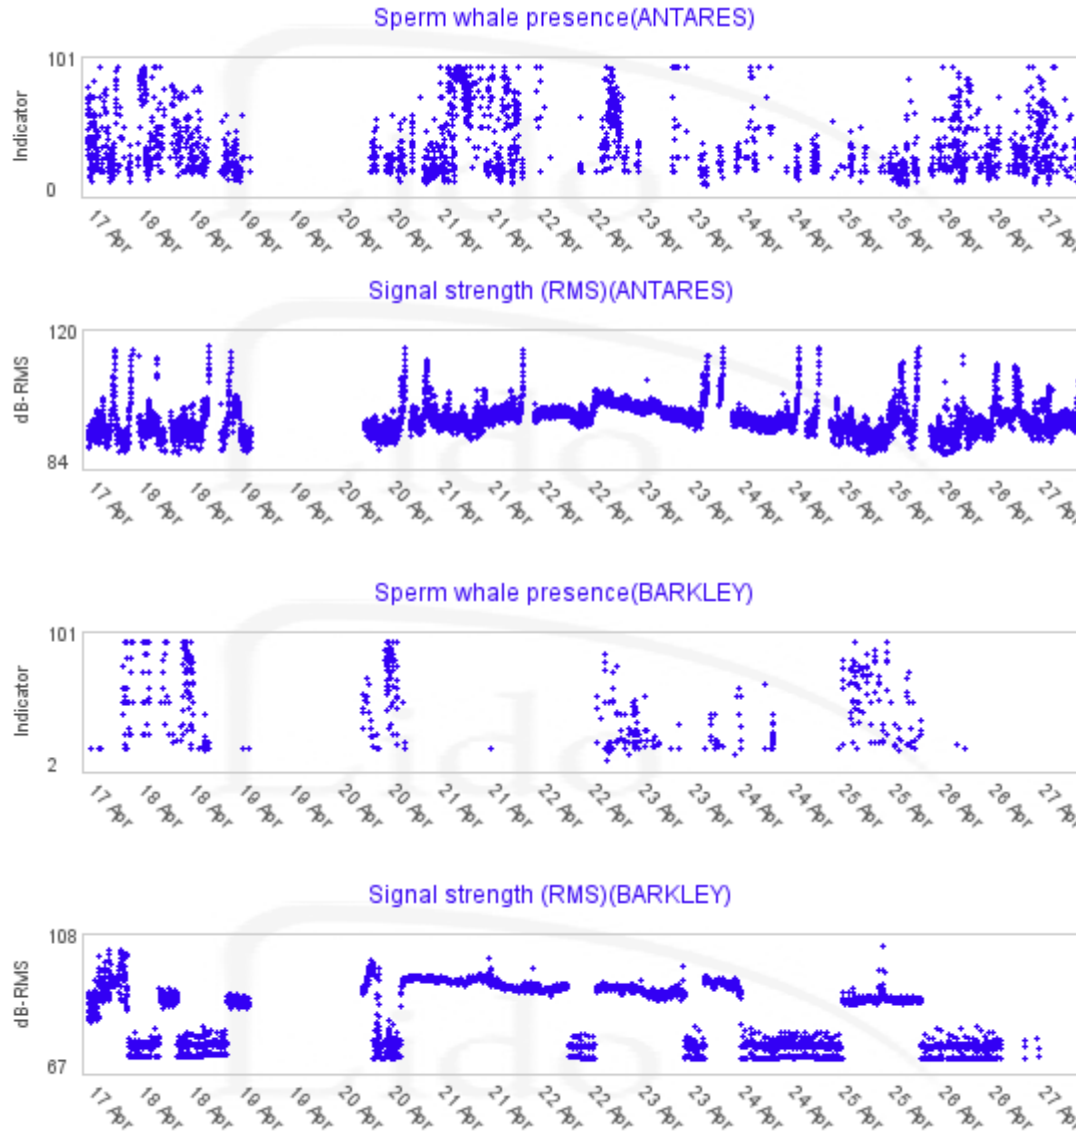 Sperm whale presence(ANTARES)
101
Indicator
0
17 Apr 18 Apr 18 Apr 19 Apr 19 Apr 20 Apr 20 Apr 21 Apr 21 Apr 22 Apr 22 Apr 23 Apr 23 Apr 24 Apr 24 Apr 25 Apr 25 Apr 26 Apr 26 Apr 27 Apr
Signal strength (RMS)(ANTARES)
120
dB-RMS
84
17 Apr 18 Apr 18 Apr 19 Apr 19 Apr 20 Apr 20 Apr 21 Apr 21 Apr 22 Apr 22 Apr 23 Apr 23 Apr 24 Apr 24 Apr 25 Apr 25 Apr 26 Apr 26 Apr 27 Apr
Sperm whale presence(BARKLEY)
101
Indicator
2
17 Apr 18 Apr 18 Apr 19 Apr 19 Apr 20 Apr 20 Apr 21 Apr 21 Apr 22 Apr 22 Apr 23 Apr 23 Apr 24 Apr 24 Apr 25 Apr 25 Apr 26 Apr 26 Apr 27 Apr
Signal strength (RMS)(BARKLEY)
108
dB-RMS
67
17 Apr 18 Apr 18 Apr 19 Apr 19 Apr 20 Apr 20 Apr 21 Apr 21 Apr 22 Apr 22 Apr 23 Apr 23 Apr 24 Apr 24 Apr 25 Apr 25 Apr 26 Apr 26 Apr 27 Apr
Lido
Lido
Lido
Lido